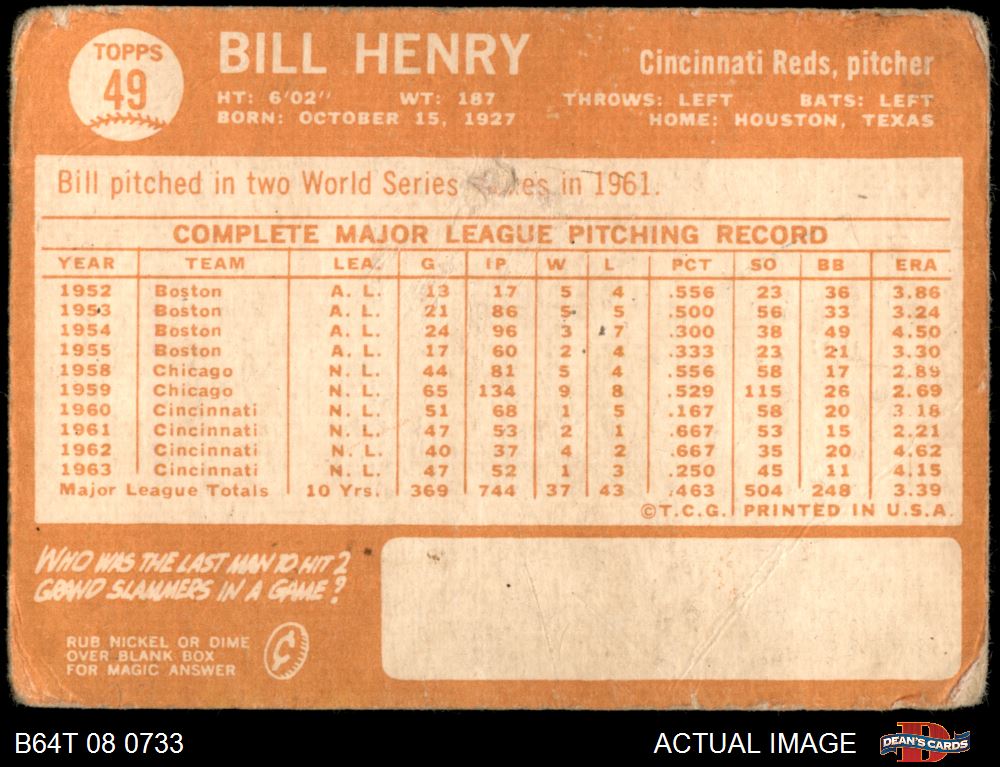 TOPPS
49
BILL HENRY
Cincinnati Reds, pitcher
HT: 6'02" WT: 187 THROWS: LEFT BATS: LEFT
BORN: OCTOBER 15, 1927 HOME: HOUSTON, TEXAS
Bill pitched in two World Series in 1961.
COMPLETE MAJOR LEAGUE PITCHING RECORD
YEAR TEAM LEA. G IP W L PCT SO BB ERA
1952 Boston A. L. 13 17 5 4 .556 23 36 3.86
1953 Boston A. L. 21 86 5 5 .500 56 33 3.24
1954 Boston A. L. 24 96 3 7 .300 38 49 4.50
1955 Boston A. L. 17 60 2 4 .333 23 21 3.30
1958 Chicago N. L. 44 81 5 4 .556 58 17 2.89
1959 Chicago N. L. 65 134 9 8 .529 115 26 2.69
1960 Cincinnati N. L. 51 68 1 5 .167 58 20 3.18
1961 Cincinnati N. L. 47 53 2 1 .667 53 15 2.21
1962 Cincinnati N. L. 40 37 4 2 .667 35 20 4.62
1963 Cincinnati N. L. 47 52 1 3 .250 45 11 4.15
Major League Totals 10 Yrs. 369 744 37 43 .463 504 248 3.39
©T.C.G. PRINTED IN U.S.A.
WHO WAS THE LAST MAN TO HIT 2
GRAND SLAMMERS IN A GAME?
RUB NICKEL OR DIME
OVER BLANK BOX
FOR MAGIC ANSWER
B64T 08 0733
ACTUAL IMAGE
D
DEAN'S CARDS